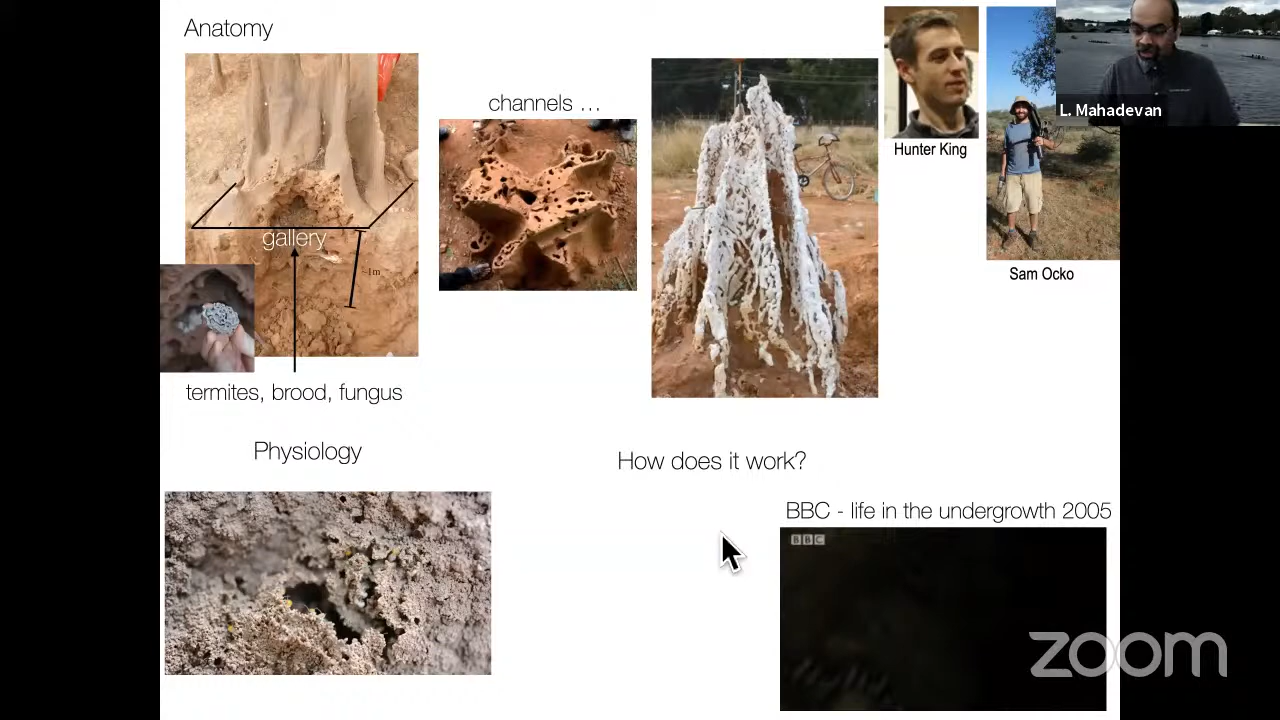 Anatomy
channels ...
L. Mahadevan
Hunter King
gallery
~1m
Sam Ocko
termites, brood, fungus
Physiology
How does it work?
BBC - life in the undergrowth 2005
BBC
zoom